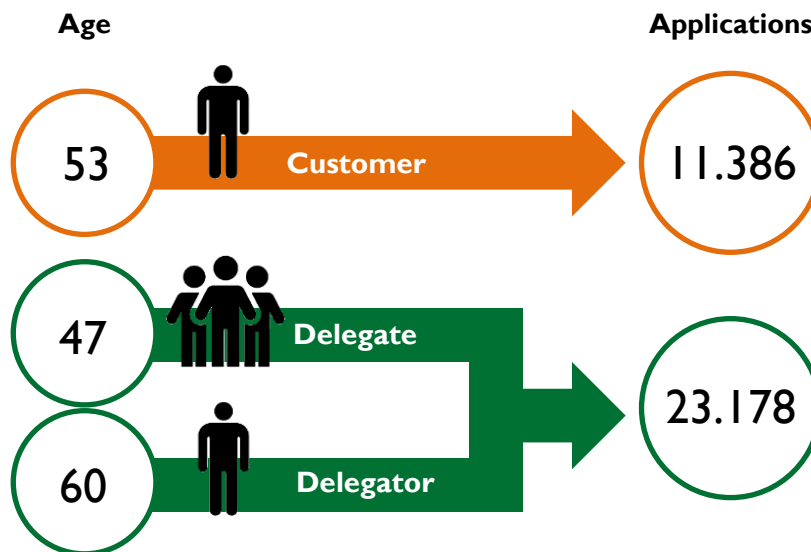 Age Applications
53 Customer 11.386
47 Delegate
23.178
60 Delegator